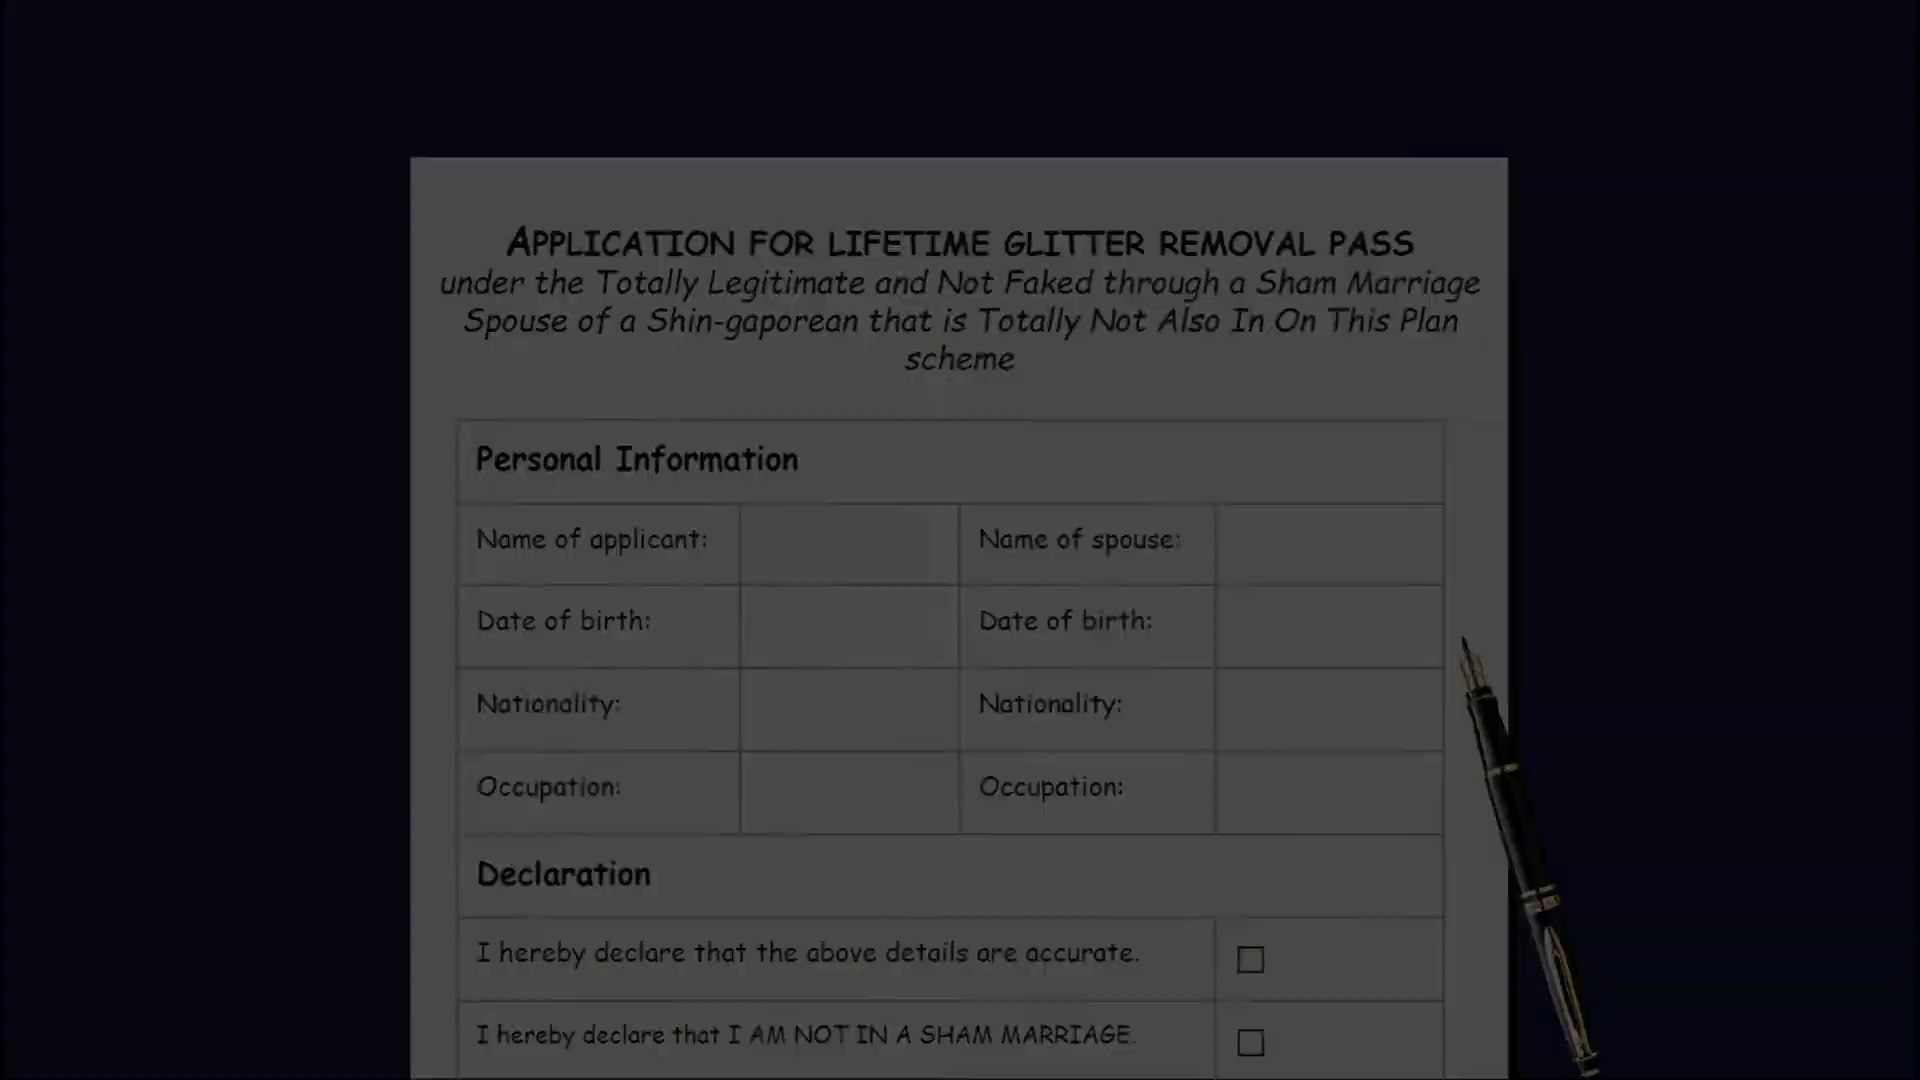 APPLICATION FOR LIFETIME GLITTER REMOVAL PASS
under the Totally Legitimate and Not Faked through a Sham Marriage
Spouse of a Shin-gaporean that is Totally Not Also In On This Plan
scheme
Personal Information
Name of applicant: Name of spouse:
Date of birth: Date of birth:
Nationality: Nationality:
Occupation: Occupation:
Declaration
I hereby declare that the above details are accurate.
I hereby declare that I AM NOT IN A SHAM MARRIAGE.